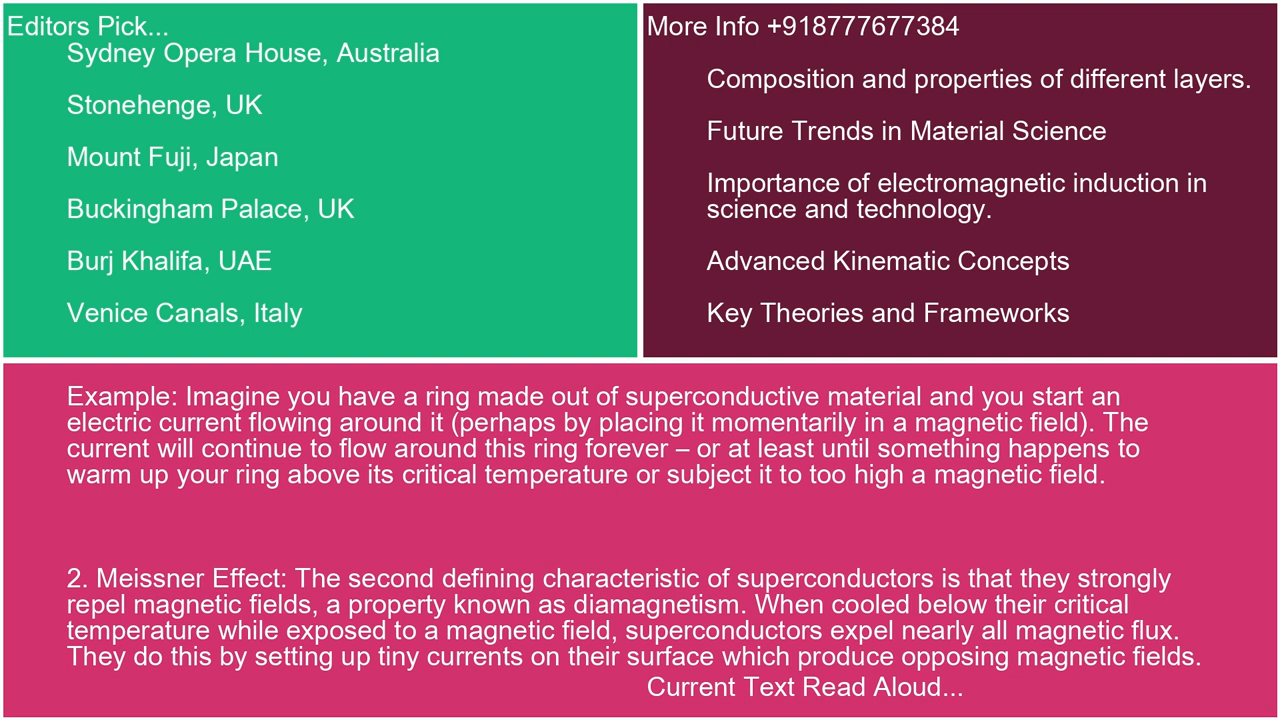 Editors Pick...
Sydney Opera House, Australia
Stonehenge, UK
Mount Fuji, Japan
Buckingham Palace, UK
Burj Khalifa, UAE
Venice Canals, Italy
More Info +918777677384
Composition and properties of different layers.
Future Trends in Material Science
Importance of electromagnetic induction in
science and technology.
Advanced Kinematic Concepts
Key Theories and Frameworks
Example: Imagine you have a ring made out of superconductive material and you start an
electric current flowing around it (perhaps by placing it momentarily in a magnetic field). The
current will continue to flow around this ring forever – or at least until something happens to
warm up your ring above its critical temperature or subject it to too high a magnetic field.
2. Meissner Effect: The second defining characteristic of superconductors is that they strongly
repel magnetic fields, a property known as diamagnetism. When cooled below their critical
temperature while exposed to a magnetic field, superconductors expel nearly all magnetic flux.
They do this by setting up tiny currents on their surface which produce opposing magnetic fields.
Current Text Read Aloud...